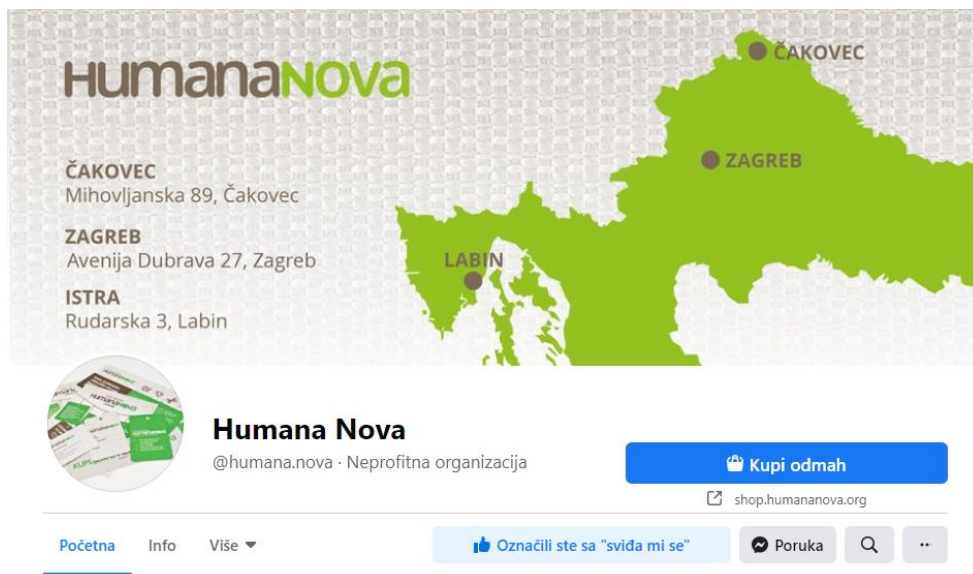 HumanaNova
ČAKOVEC
Mihovljanska 89, Čakovec
ZAGREB
Avenija Dubrava 27, Zagreb
ISTRA
Rudarska 3, Labin
ČAKOVEC
ZAGREB
LABIN
Humana Nova
@humana.nova · Neprofitna organizacija
Kupi odmah
shop.humananova.org
Početna Info Više
Označili ste sa "sviđa mi se"
Poruka